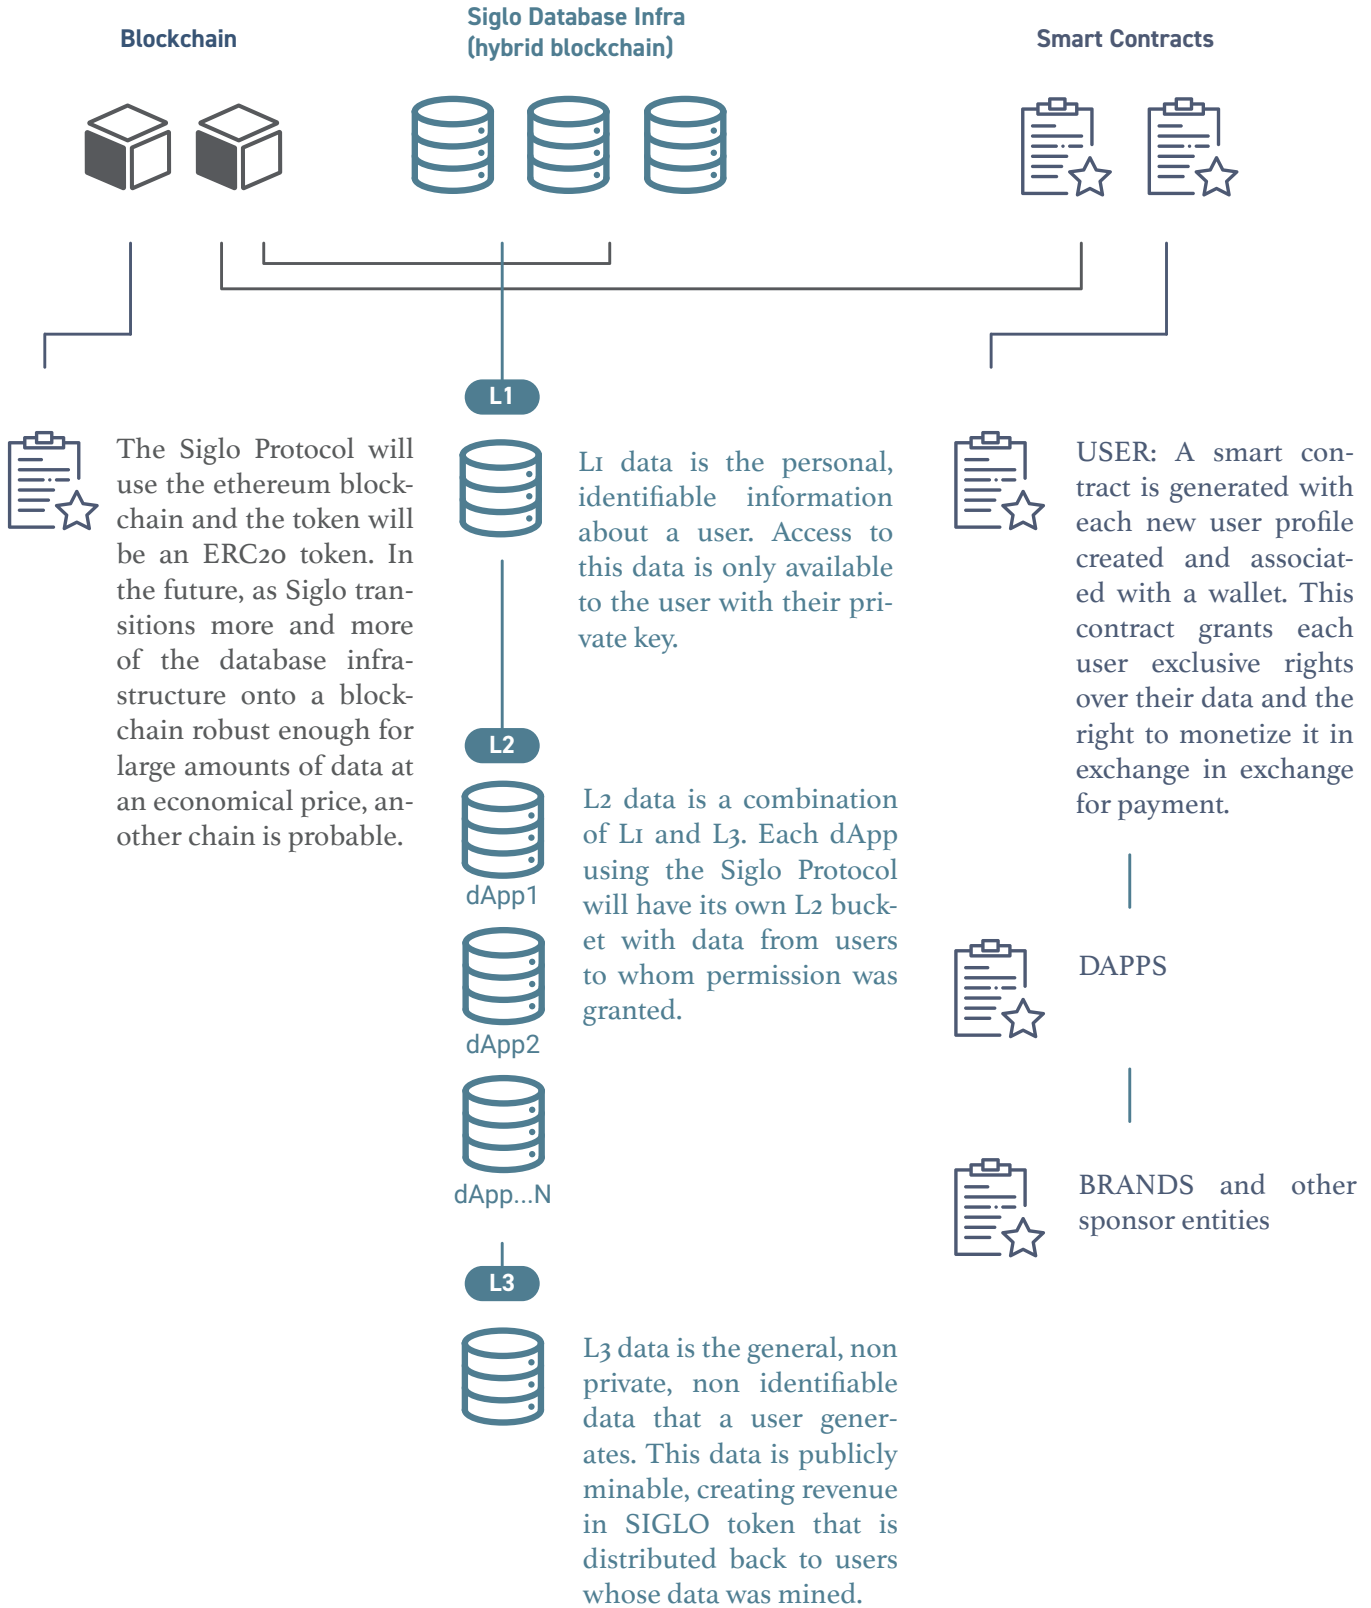 Blockchain
Siglo Database Infra
(hybrid blockchain)
Smart Contracts
The Siglo Protocol will
use the ethereum block-
chain and the token will
be an ERC20 token. In
the future, as Siglo tran-
sitions more and more
of the database infra-
structure onto a block-
chain robust enough for
large amounts of data at
an economical price, an-
other chain is probable.
L1
L1 data is the personal,
identifiable information
about a user. Access to
this data is only available
to the user with their pri-
vate key.
L2
dApp1
dApp2
dApp...N
L2 data is a combination
of L1 and L3. Each dApp
using the Siglo Protocol
will have its own L2 buck-
et with data from users
to whom permission was
granted.
L3
L3 data is the general, non
private, non identifiable
data that a user gener-
ates. This data is publicly
minable, creating revenue
in SIGLO token that is
distributed back to users
whose data was mined.
USER: A smart con-
tract is generated with
each new user profile
created and associat-
ed with a wallet. This
contract grants each
user exclusive rights
over their data and the
right to monetize it in
exchange in exchange
for payment.
DAPPS
BRANDS and other
sponsor entities